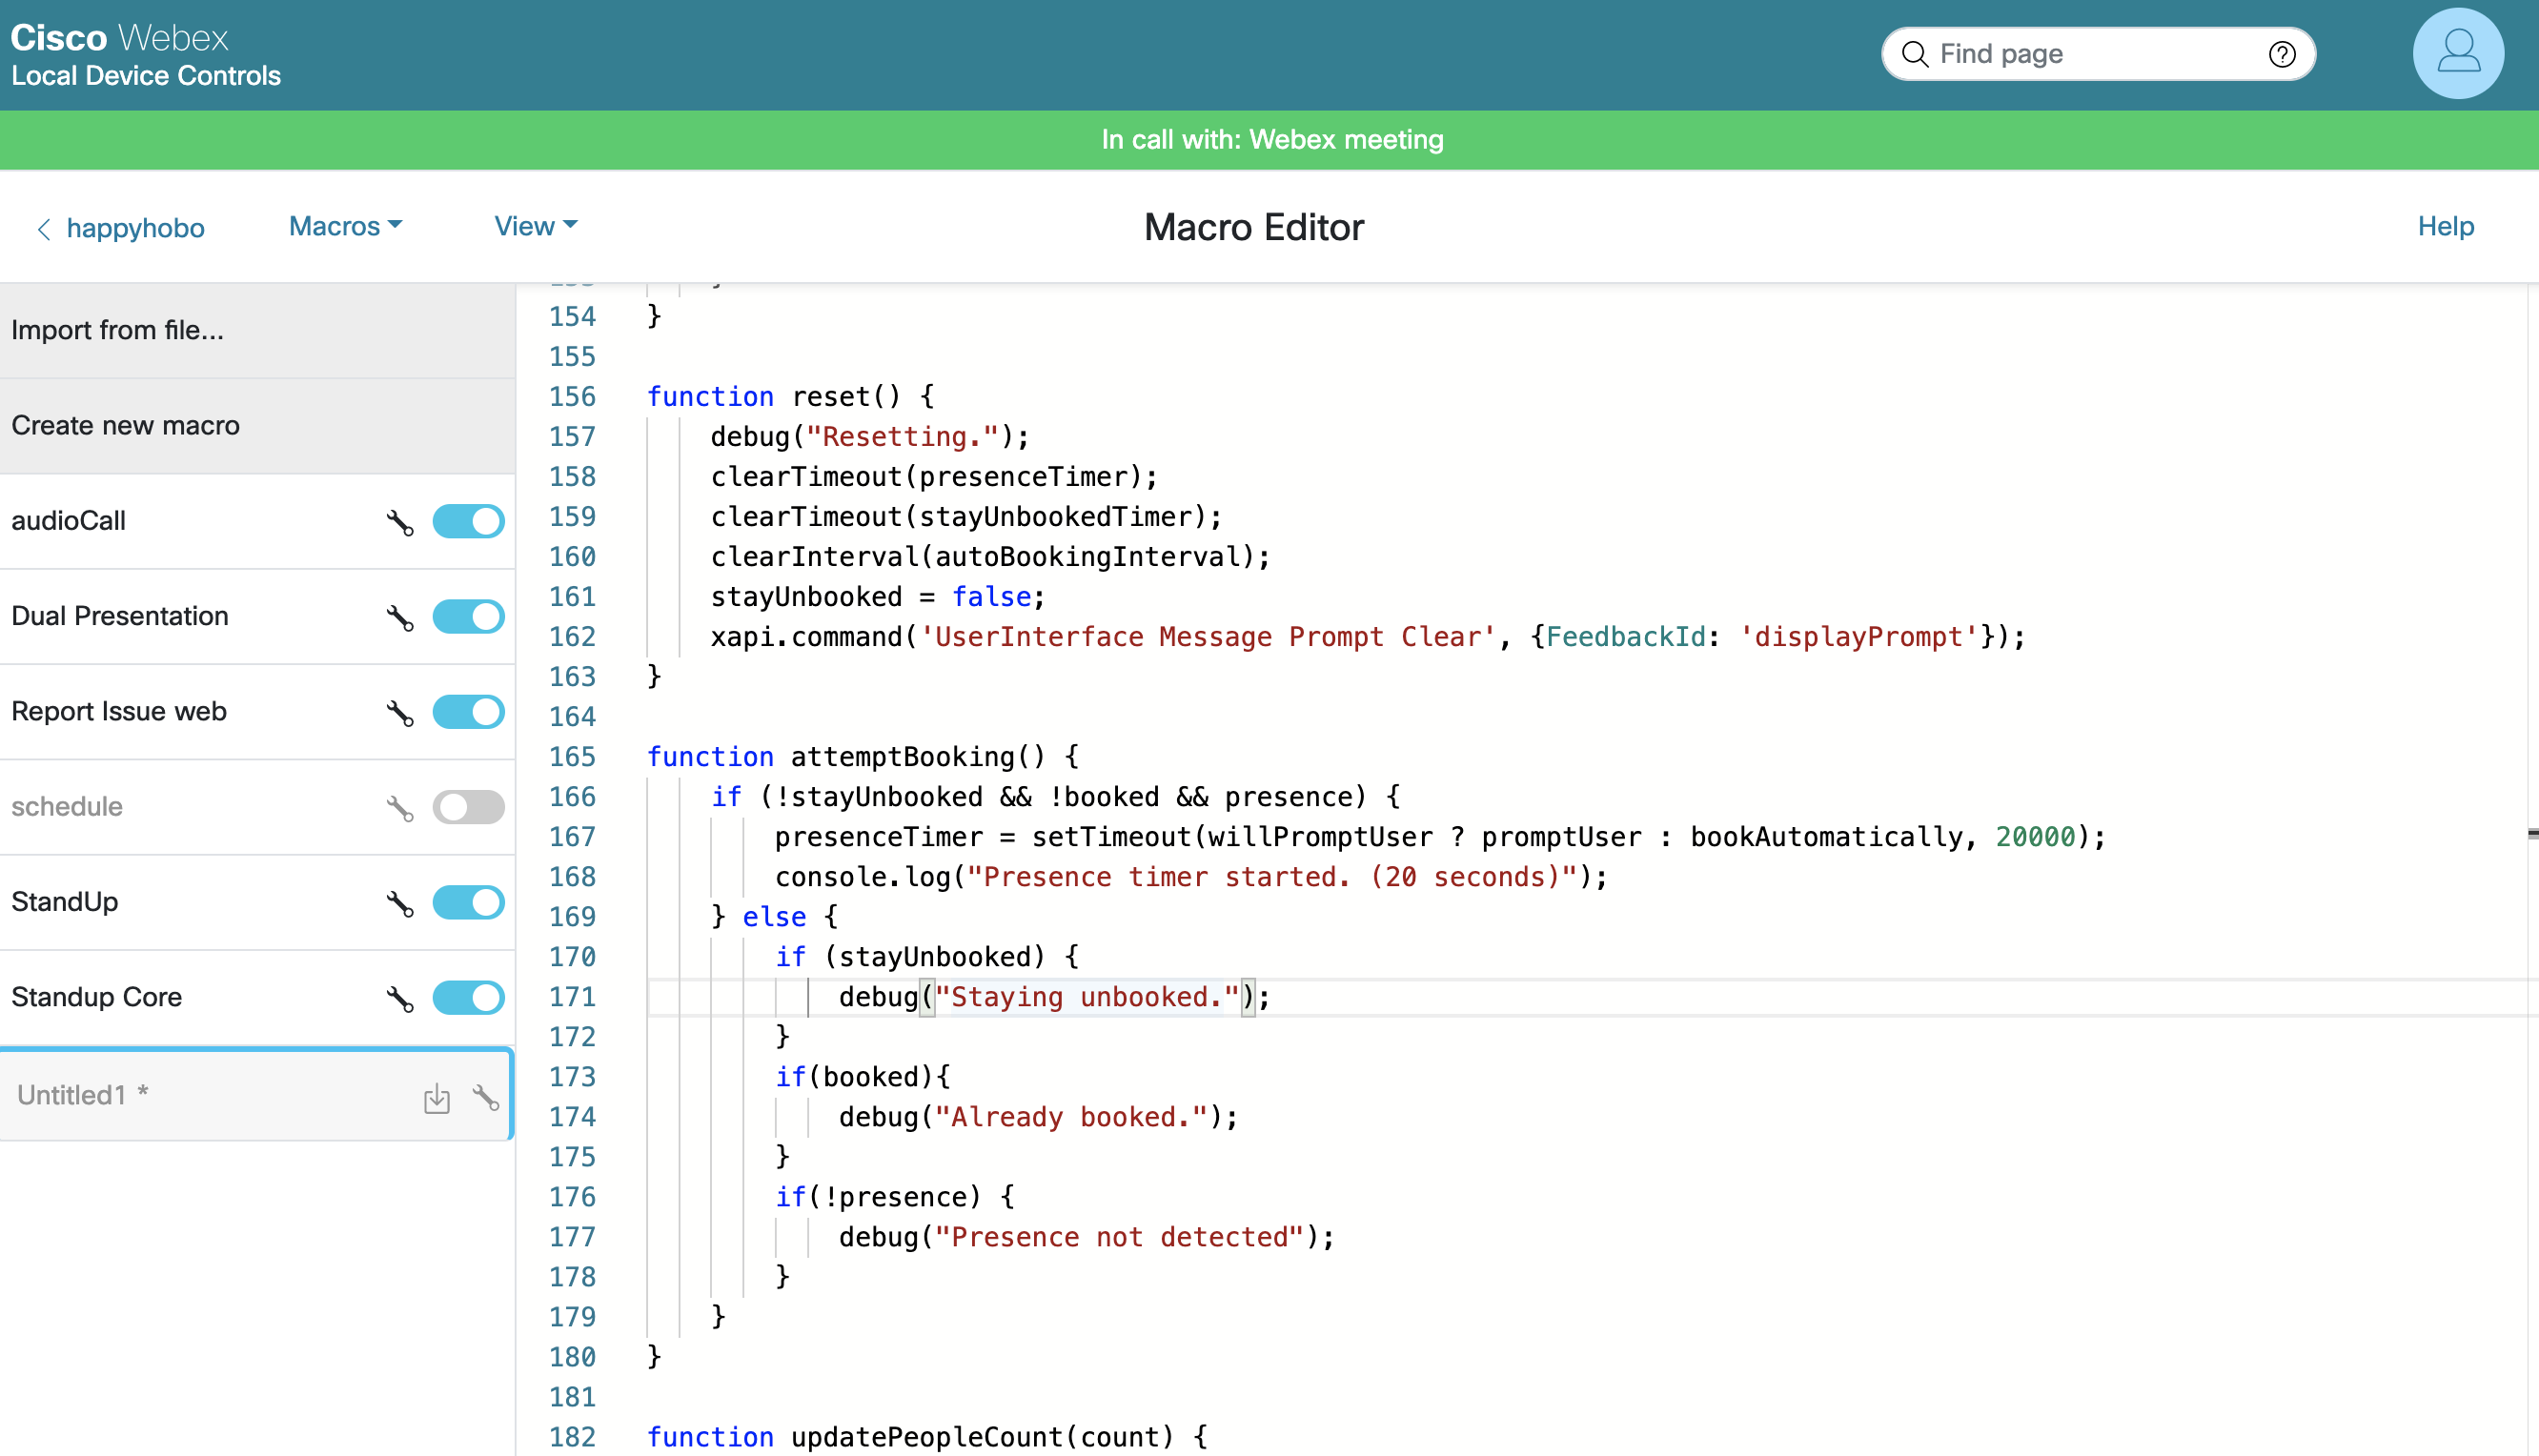 Cisco Webex
Local Device Controls
Find page
In call with: Webex meeting
happyhobo
Macros
View
Macro Editor
Help
Import from file...
Create new macro
audioCall
Dual Presentation
Report Issue web
schedule
StandUp
Standup Core
Untitled1 *
154 }
155
156 function reset() {
157 debug("Resetting.");
158 clearTimeout(presenceTimer);
159 clearTimeout(stayUnbookedTimer);
160 clearInterval(autoBookingInterval);
161 stayUnbooked = false;
162 xapi.command('UserInterface Message Prompt Clear', {FeedbackId: 'displayPrompt'});
163 }
164
165 function attemptBooking() {
166 if (!stayUnbooked && !booked && presence) {
167 presenceTimer = setTimeout(willPromptUser ? promptUser : bookAutomatically, 20000);
168 console.log("Presence timer started. (20 seconds)");
169 } else {
170 if (stayUnbooked) {
171 debug("Staying unbooked.");
172 }
173 if(booked){
174 debug("Already booked.");
175 }
176 if(!presence) {
177 debug("Presence not detected");
178 }
179 }
180 }
181
182 function updatePeopleCount(count) {